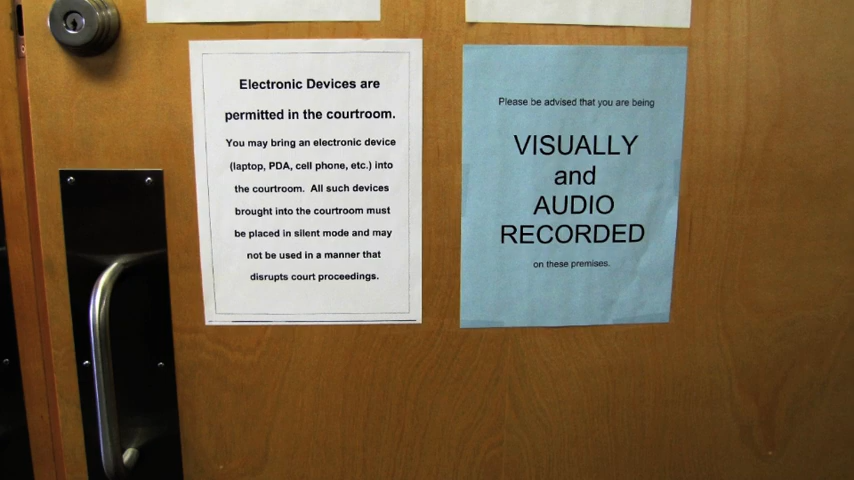 Electronic Devices are
permitted in the courtroom.
You may bring an electronic device
(laptop, PDA, cell phone, etc.) into
the courtroom. All such devices
brought into the courtroom must
be placed in silent mode and may
not be used in a manner that
disrupts court proceedings.
Please be advised that you are being
VISUALLY
and
AUDIO
RECORDED
on these premises.